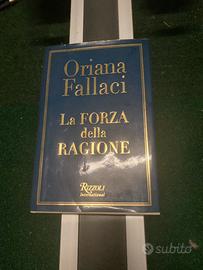 Oriana
Fallaci
La FORZA
della
RAGIONE
RIZZOLI
International
subito